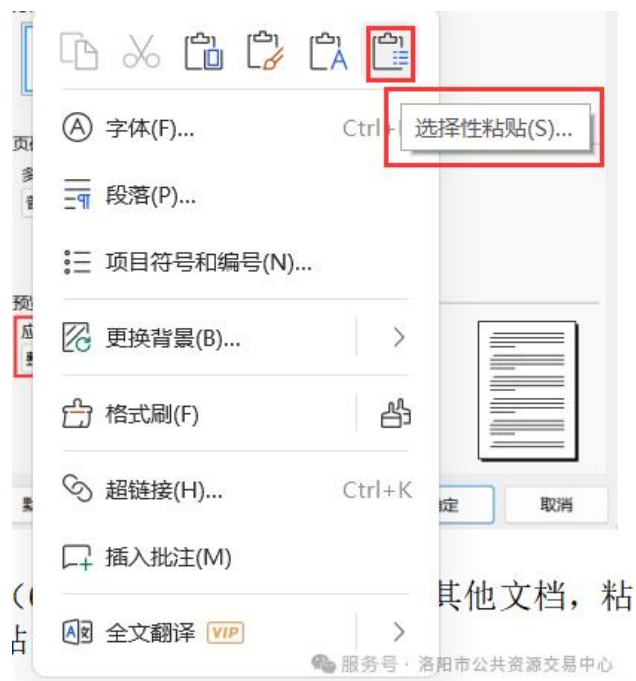 选择性粘贴(S)...
字体(F)... Ctrl+
段落(P)...
项目符号和编号(N)...
更换背景(B)...
格式刷(F)
超链接(H)... Ctrl+K
取消
插入批注(M)
其他文档，粘
全文翻译 VIP
服务号 · 洛阳市公共资源交易中心